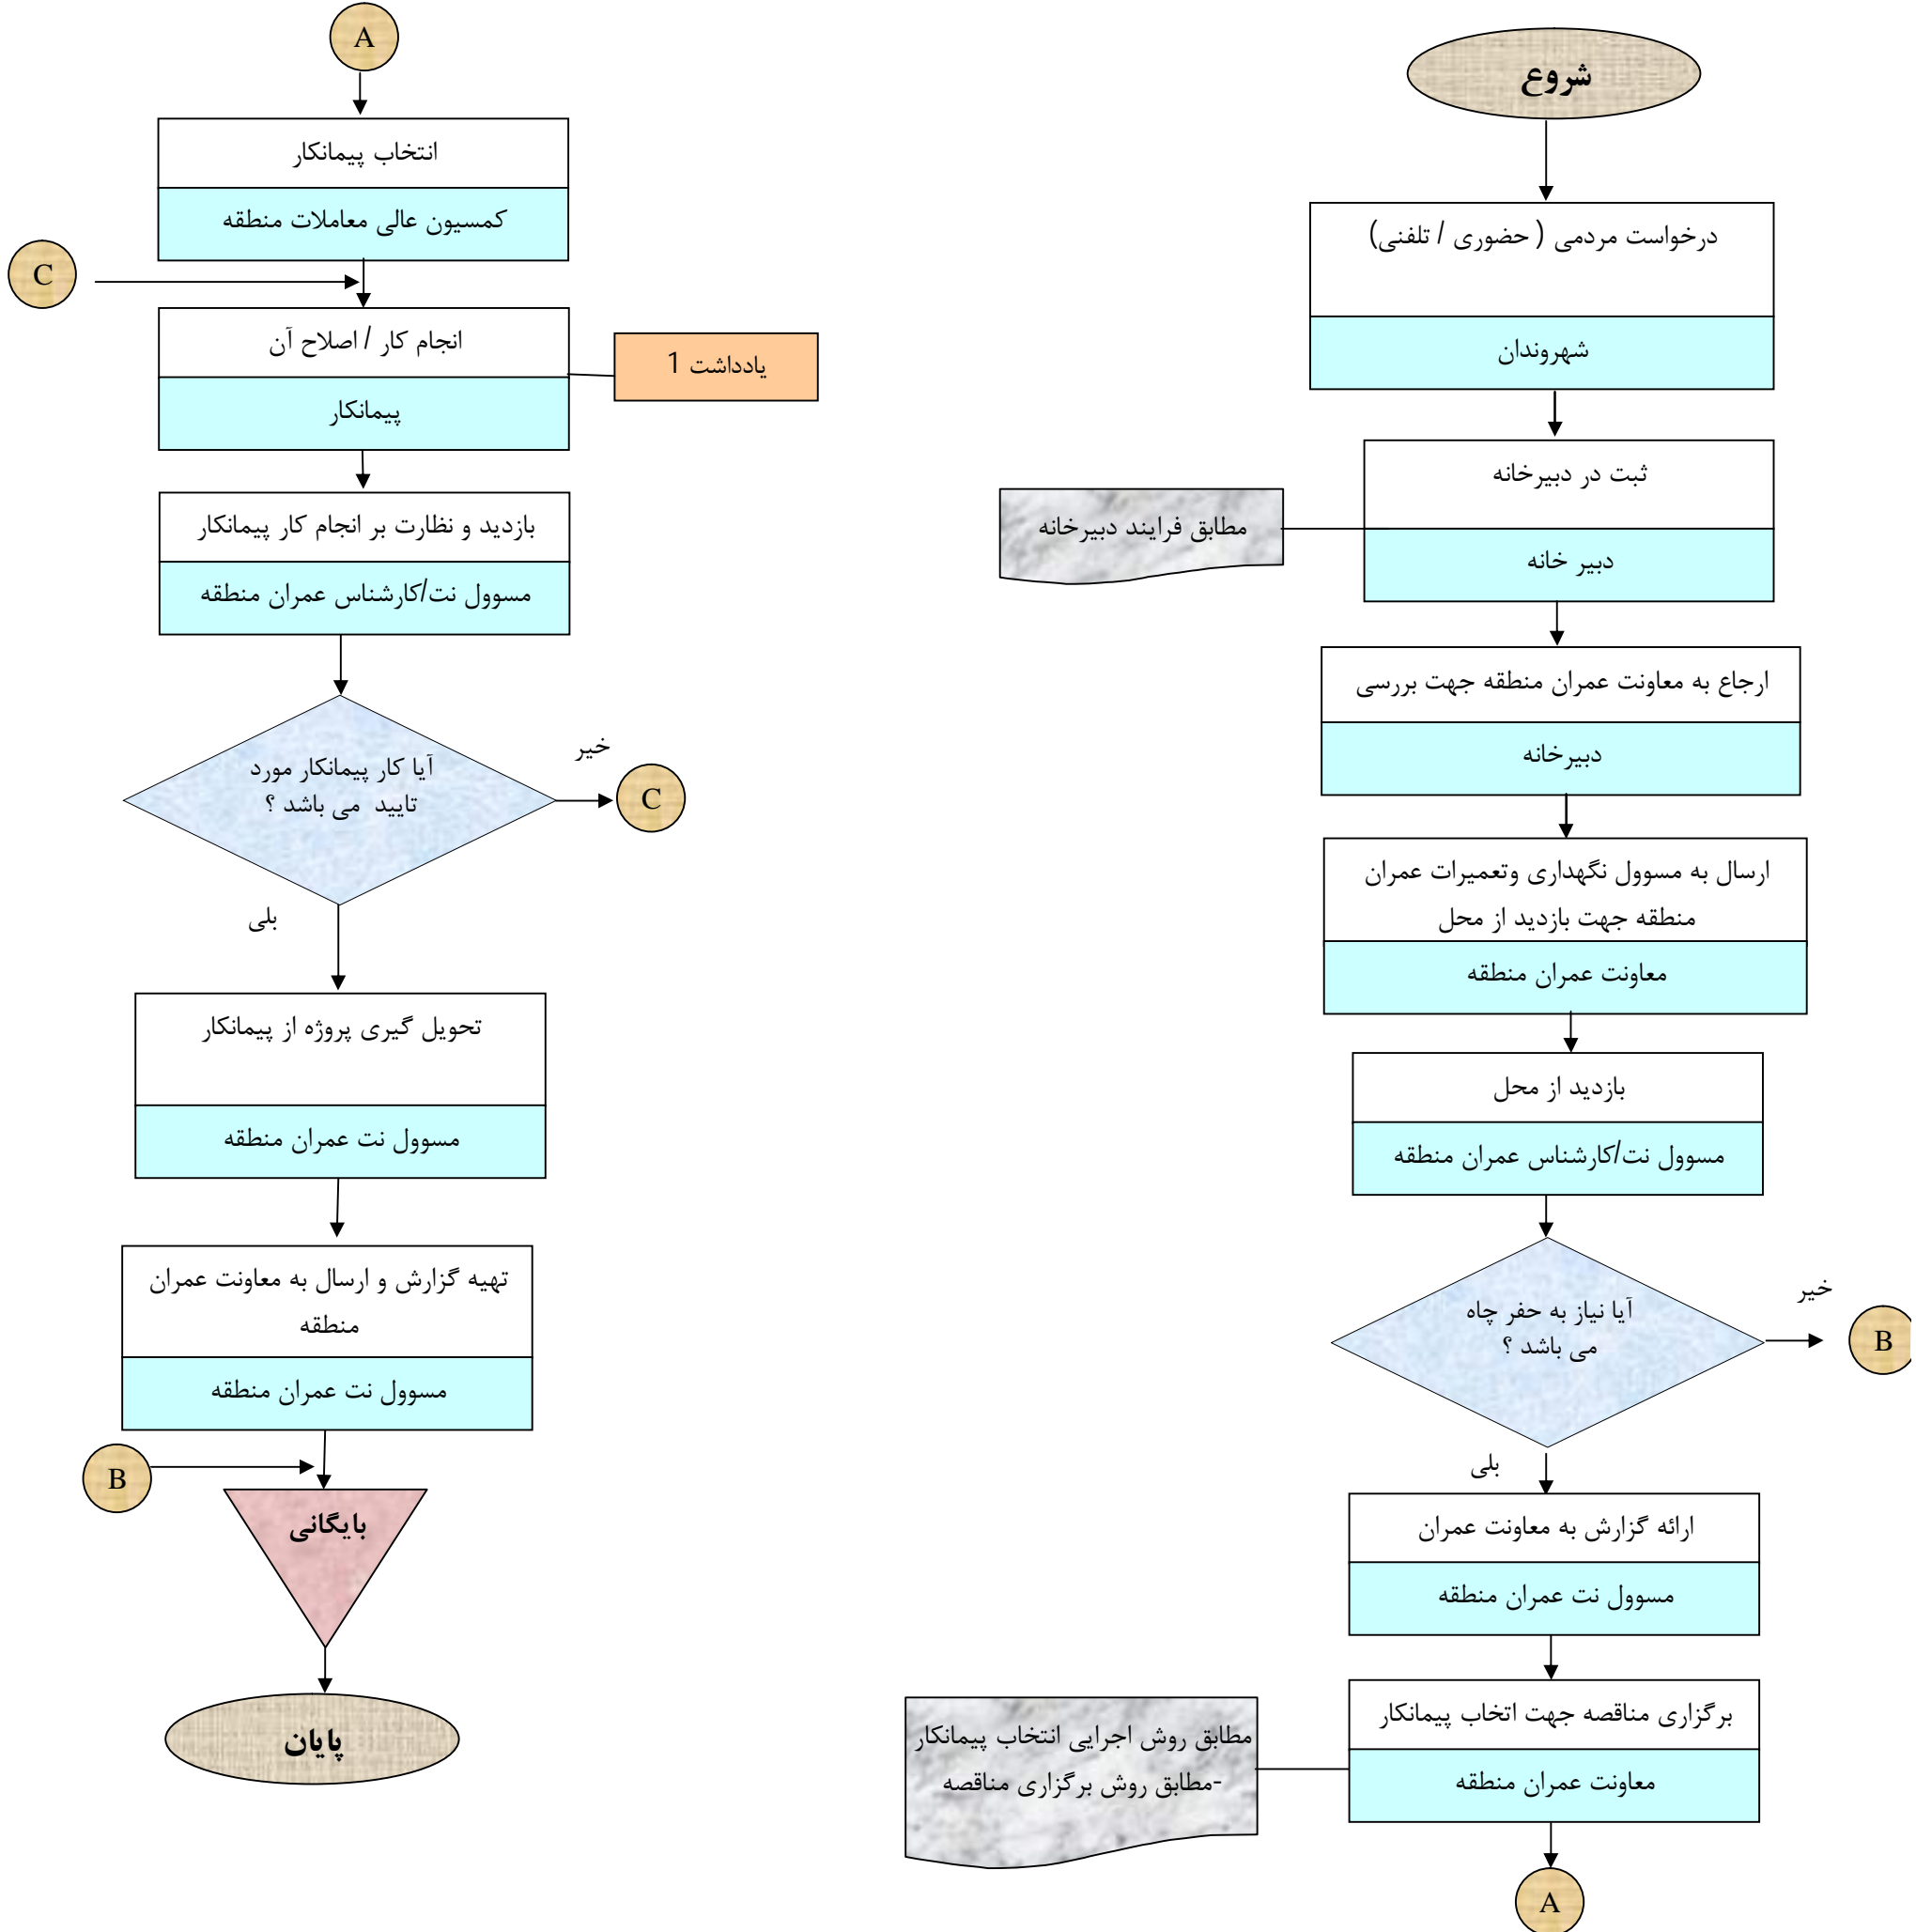 شروع
درخواست مردمی ( حضوری / تلفنی)
شهروندان
ثبت در دبیرخانه
دبیر خانه
مطابق فرایند دبیرخانه
ارجاع به معاونت عمران منطقه جهت بررسی
دبیرخانه
ارسال به مسوول نگهداری وتعمیرات عمران
منطقه جهت بازدید از محل
معاونت عمران منطقه
بازدید از محل
مسوول نت/کارشناس عمران منطقه
آیا نیاز به حفر چاه
می باشد ؟
خیر
B
بلی
ارائه گزارش به معاونت عمران
مسوول نت عمران منطقه
برگزاری مناقصه جهت اتخاب پیمانکار
معاونت عمران منطقه
مطابق روش اجرایی انتخاب پیمانکار
-مطابق روش برگزاری مناقصه
A
A
انتخاب پیمانکار
کمسیون عالی معاملات منطقه
C
انجام کار / اصلاح آن
پیمانکار
یادداشت 1
بازدید و نظارت بر انجام کار پیمانکار
مسوول نت/کارشناس عمران منطقه
آیا کار پیمانکار مورد
تایید می باشد ؟
خیر
C
بلی
تحویل گیری پروژه از پیمانکار
مسوول نت عمران منطقه
تهیه گزارش و ارسال به معاونت عمران
منطقه
مسوول نت عمران منطقه
B
بایگانی
پایان